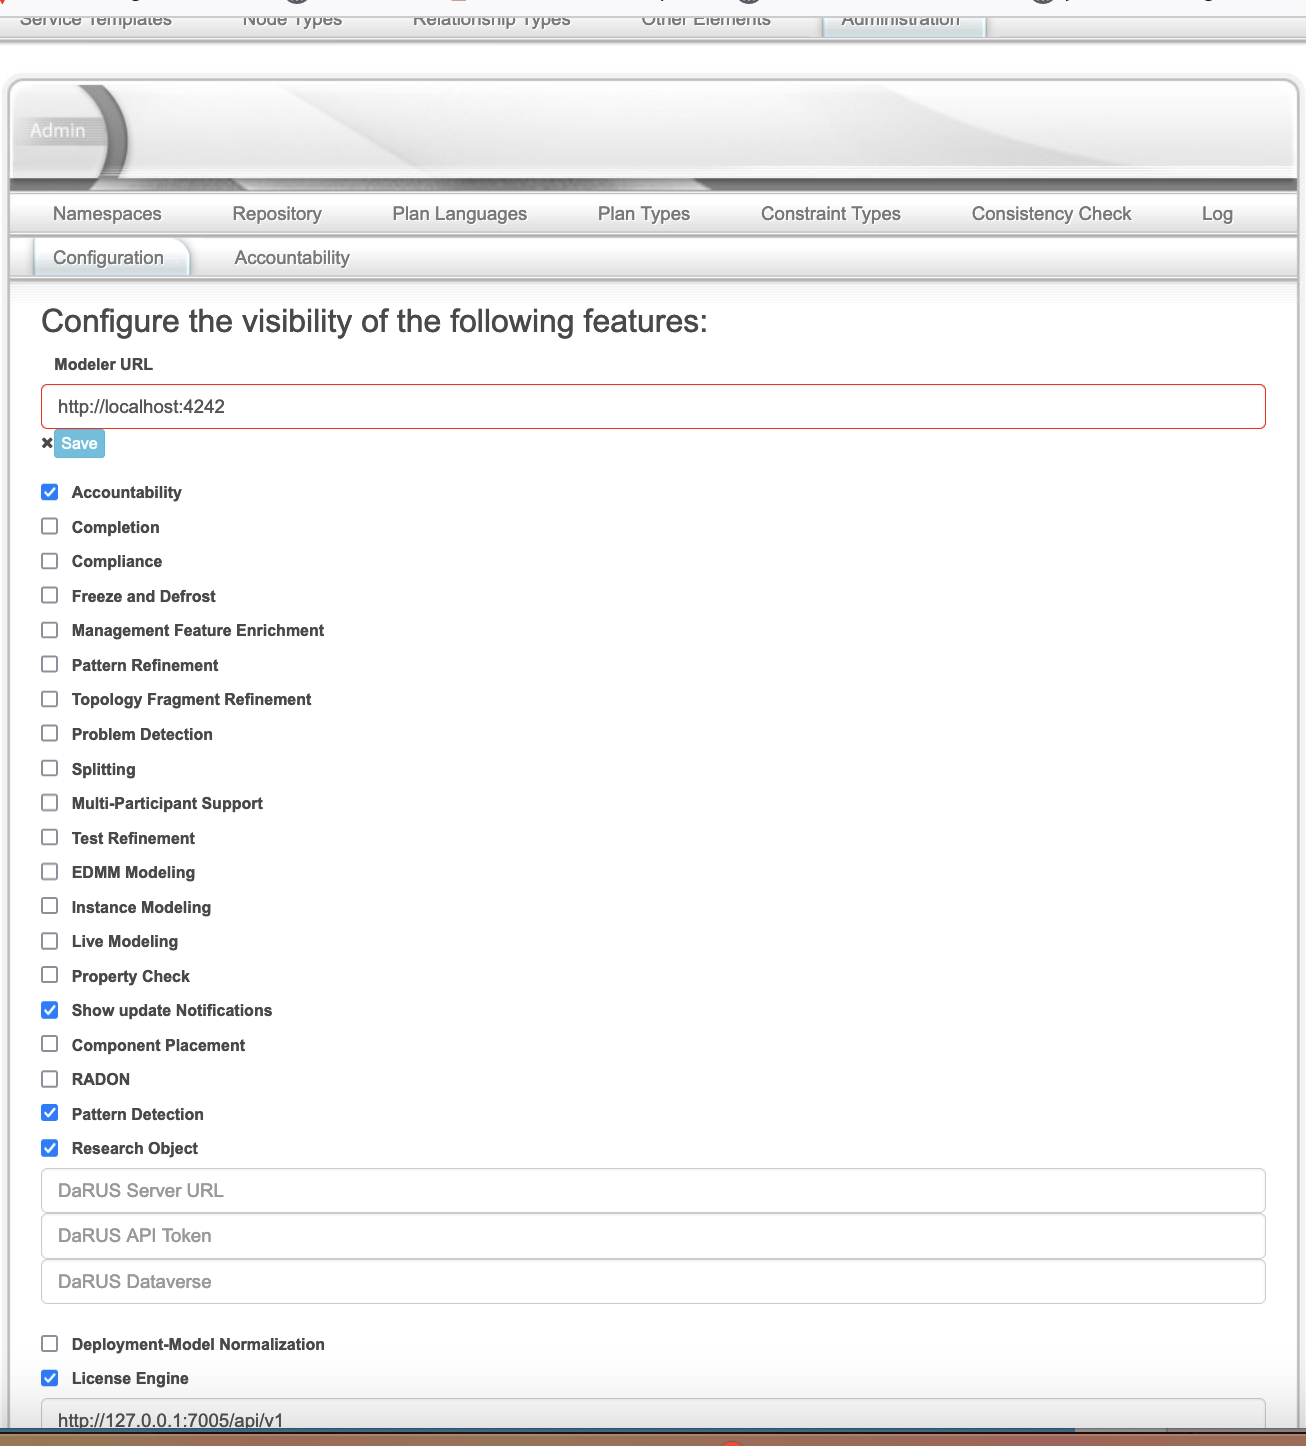 Service Templates Node Types Relationship Types Other Elements Administration
Admin
Namespaces Repository Plan Languages Plan Types Constraint Types Consistency Check Log
Configuration Accountability
Configure the visibility of the following features:
Modeler URL
http://localhost:4242
✖ Save
Accountability
Completion
Compliance
Freeze and Defrost
Management Feature Enrichment
Pattern Refinement
Topology Fragment Refinement
Problem Detection
Splitting
Multi-Participant Support
Test Refinement
EDMM Modeling
Instance Modeling
Live Modeling
Property Check
Show update Notifications
Component Placement
RADON
Pattern Detection
Research Object
DaRUS Server URL
DaRUS API Token
DaRUS Dataverse
Deployment-Model Normalization
License Engine
http://127.0.0.1:7005/api/v1